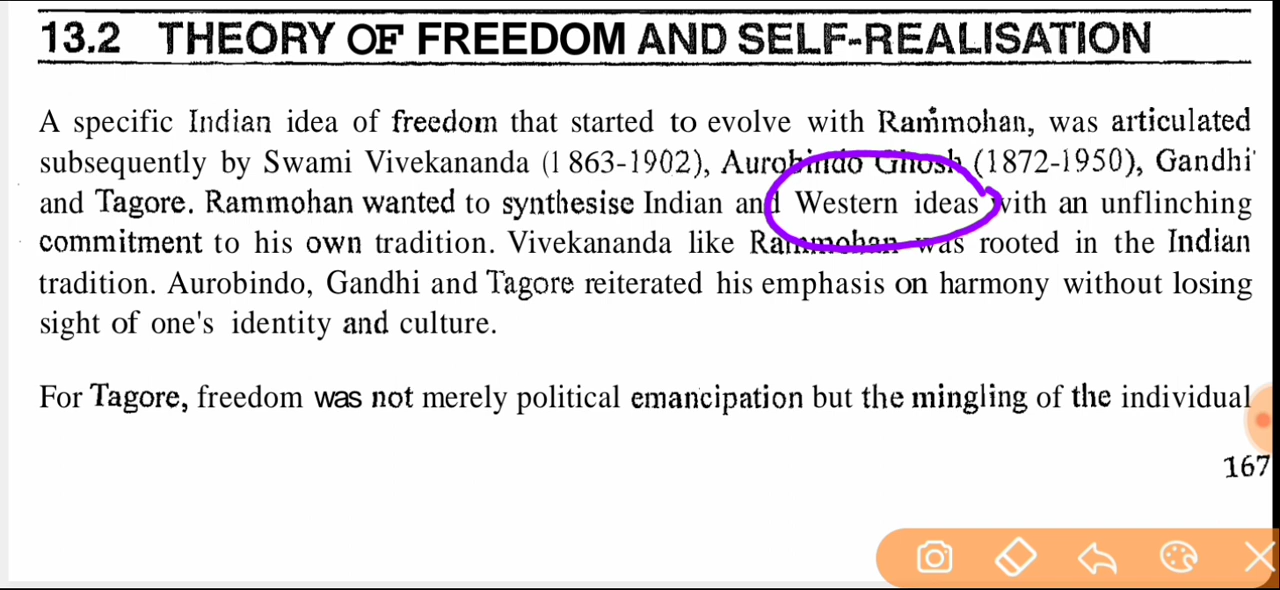 13.2 THEORY OF FREEDOM AND SELF-REALISATION
A specific Indian idea of freedom that started to evolve with Rammohan, was articulated
subsequently by Swami Vivekananda (1863-1902), Aurobindo Ghosh (1872-1950), Gandhi
and Tagore. Rammohan wanted to synthesise Indian and Western ideas with an unflinching
commitment to his own tradition. Vivekananda like Rammohan was rooted in the Indian
tradition. Aurobindo, Gandhi and Tagore reiterated his emphasis on harmony without losing
sight of one's identity and culture.
For Tagore, freedom was not merely political emancipation but the mingling of the individual
167